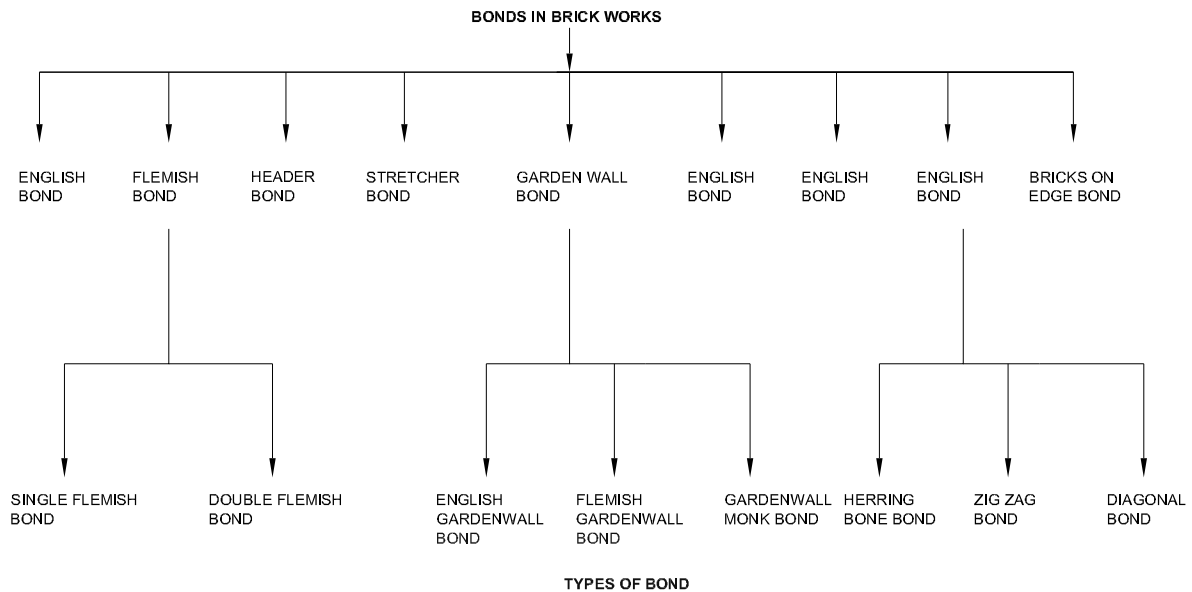 BONDS IN BRICK WORKS
ENGLISH
BOND
FLEMISH
BOND
HEADER
BOND
STRETCHER
BOND
GARDEN WALL
BOND
ENGLISH
BOND
ENGLISH
BOND
ENGLISH
BOND
BRICKS ON
EDGE BOND
SINGLE FLEMISH
BOND
DOUBLE FLEMISH
BOND
ENGLISH
GARDENWALL
BOND
FLEMISH
GARDENWALL
BOND
GARDENWALL
MONK BOND
HERRING
BONE BOND
ZIG ZAG
BOND
DIAGONAL
BOND
TYPES OF BOND